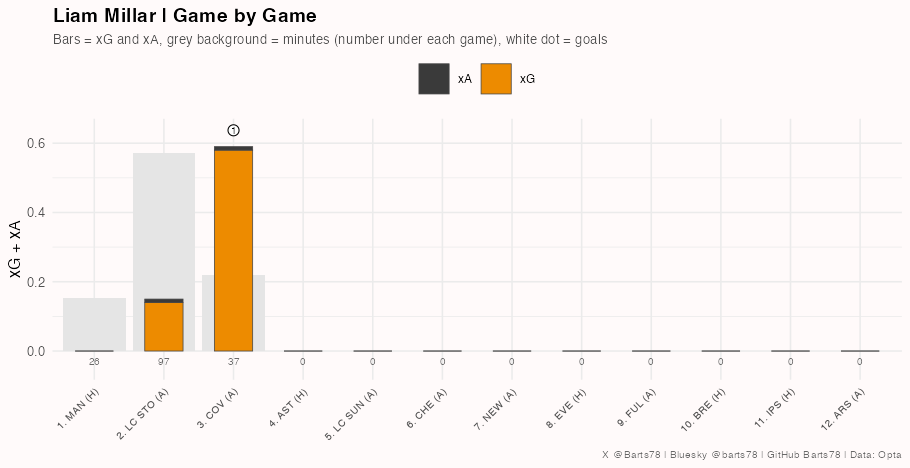 Liam Millar | Game by Game
Bars = xG and xA, grey background = minutes (number under each game), white dot = goals
xA xG
xG + xA
0.6
0.4
0.2
0.0
1
26 97 37 0 0 0 0 0 0 0 0 0
1. MAN (H)
2. LC STO (A)
3. COV (A)
4. AST (H)
5. LC SUN (A)
6. CHE (A)
7. NEW (A)
8. EVE (H)
9. FUL (A)
10. BRE (H)
11. IPS (H)
12. ARS (A)
X @Barts78 | Bluesky @barts78 | GitHub Barts78 | Data: Opta